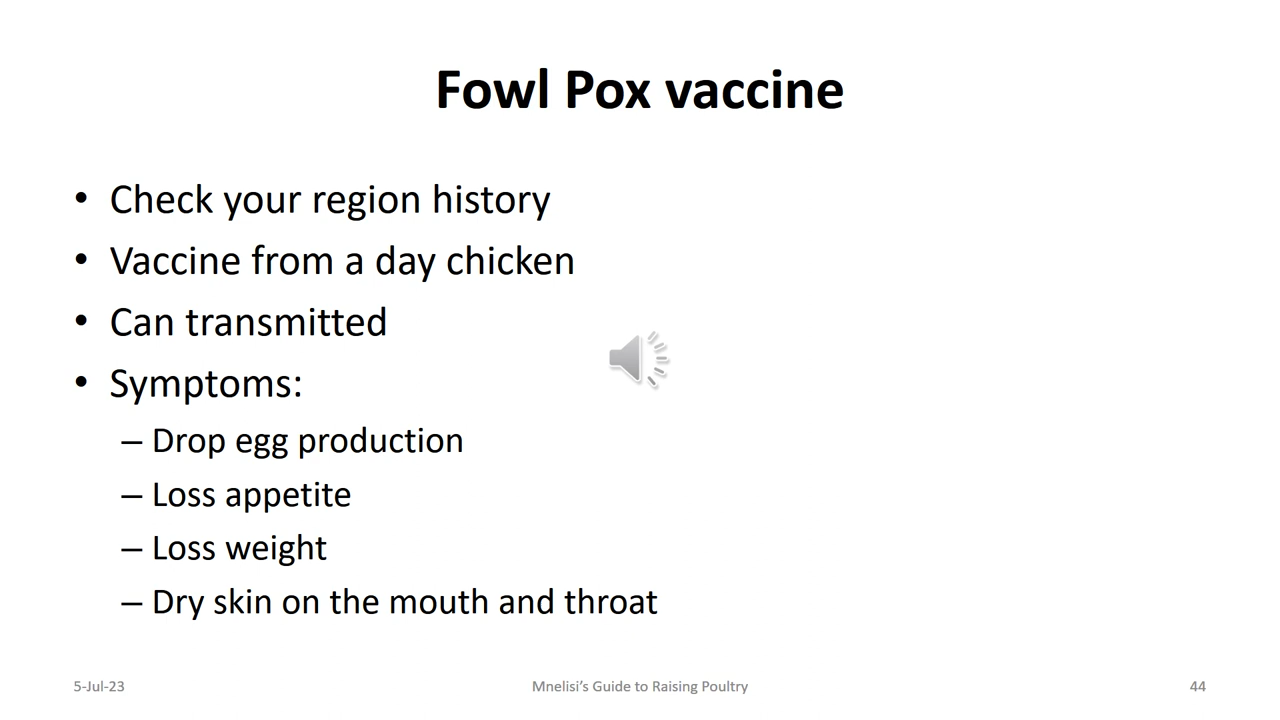 Fowl Pox vaccine
• Check your region history
• Vaccine from a day chicken
• Can transmitted
• Symptoms:
– Drop egg production
– Loss appetite
– Loss weight
– Dry skin on the mouth and throat
5-Jul-23
Mnelisi’s Guide to Raising Poultry
44